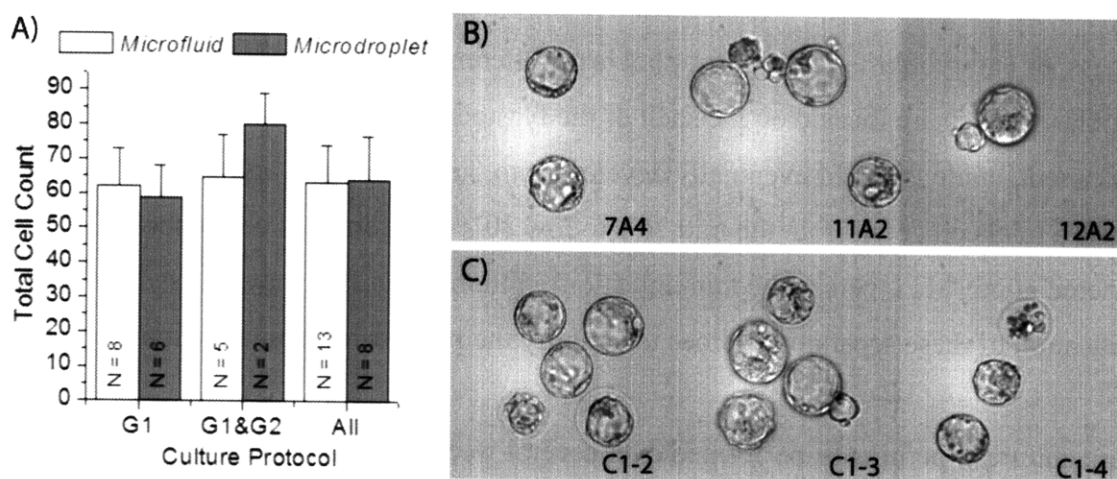 A)
Microfluid Microdroplet
Total Cell Count
90
80
70
60
50
40
30
20
10
0
N = 8
N = 6
N = 5
N = 2
N = 13
N = 8
G1 G1&G2 All
Culture Protocol
B)
7A4 11A2 12A2
C)
C1-2 C1-3 C1-4